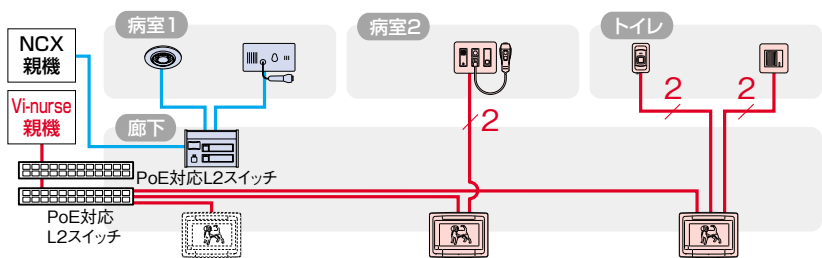 病室1
病室2
トイレ
NCX
親機
Vi-nurse
親機
2
2
2
廊下
PoE対応L2スイッチ
PoE対応
L2スイッチ